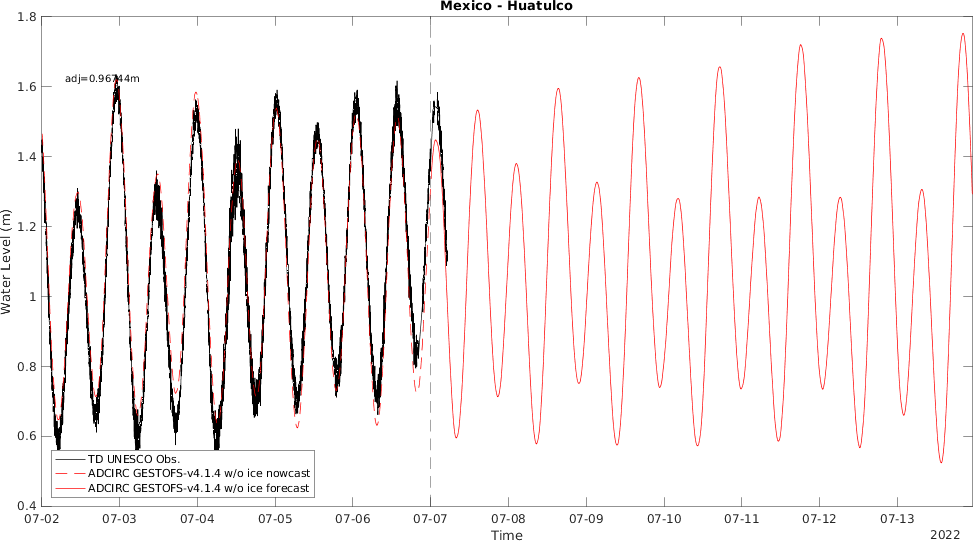 Mexico - Huatulco
1.8
1.6
1.4
1.2
1
0.8
0.6
0.4
Water Level (m)
adj=0.96744m
TD UNESCO Obs.
ADCIRC GESTOFS-v4.1.4 w/o ice nowcast
ADCIRC GESTOFS-v4.1.4 w/o ice forecast
07-02 07-03 07-04 07-05 07-06 07-07 07-08 07-09 07-10 07-11 07-12 07-13
Time
2022